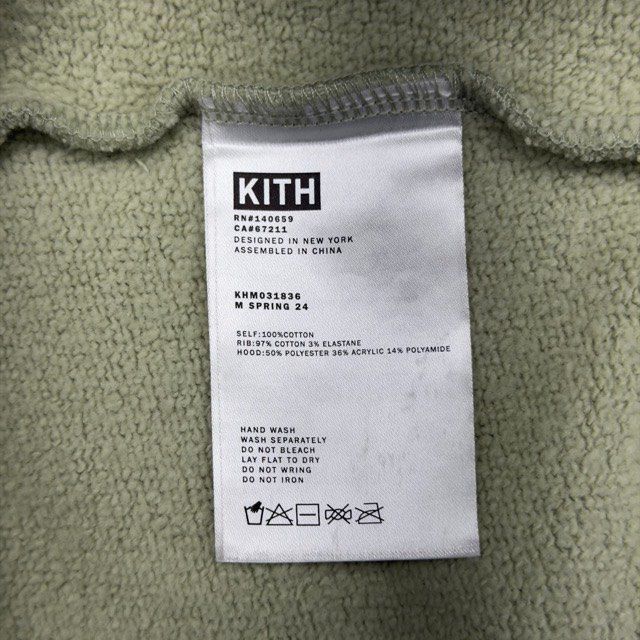 KITH
RN#140659
CA#67211
DESIGNED IN NEW YORK
ASSEMBLED IN CHINA
KHM031836
M SPRING 24
SELF:100%COTTON
RIB:97% COTTON 3% ELASTANE
HOOD:50% POLYESTER 36% ACRYLIC 14% POLYAMIDE
HAND WASH
WASH SEPARATELY
DO NOT BLEACH
LAY FLAT TO DRY
DO NOT WRING
DO NOT IRON